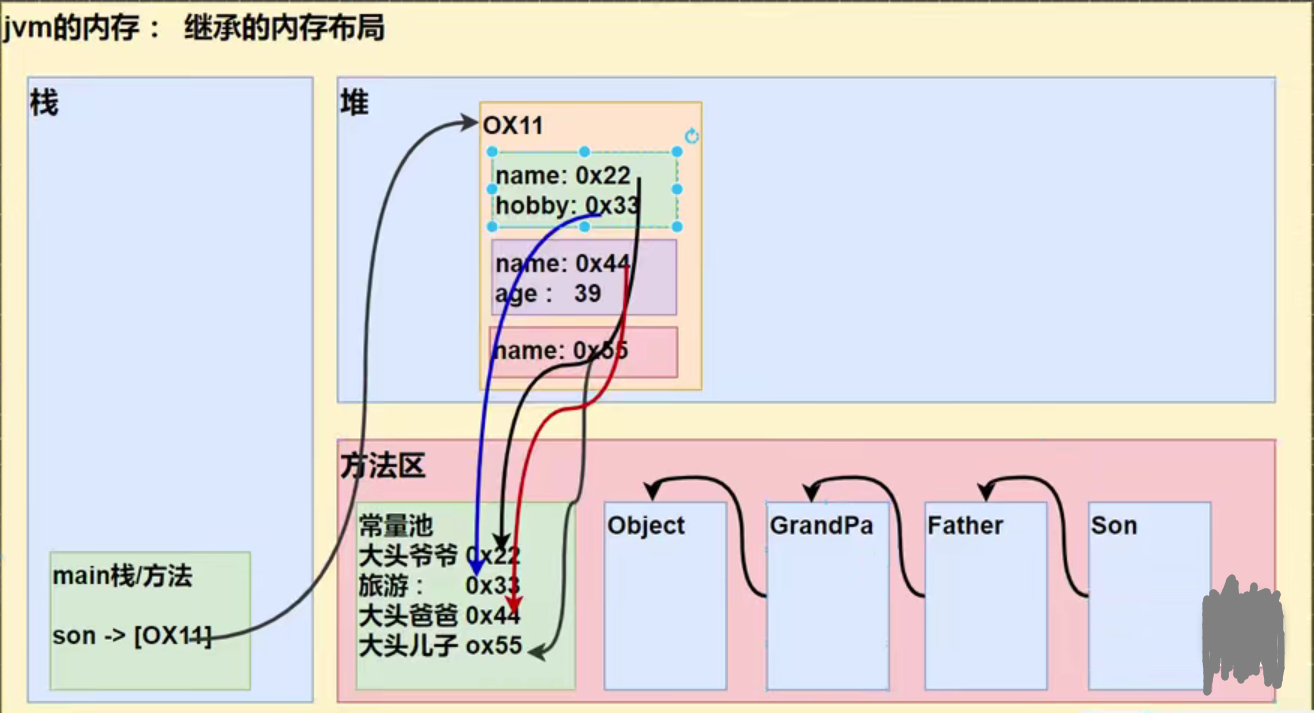 jvm的内存： 继承的内存布局
栈
main栈/方法
son -> [OX11]
堆
OX11
name: 0x22
hobby: 0x33
name: 0x44
age： 39
name: 0x55
方法区
常量池
大头爷爷 0x22
旅游： 0x33
大头爸爸 0x44
大头儿子 ox55
Object
GrandPa
Father
Son